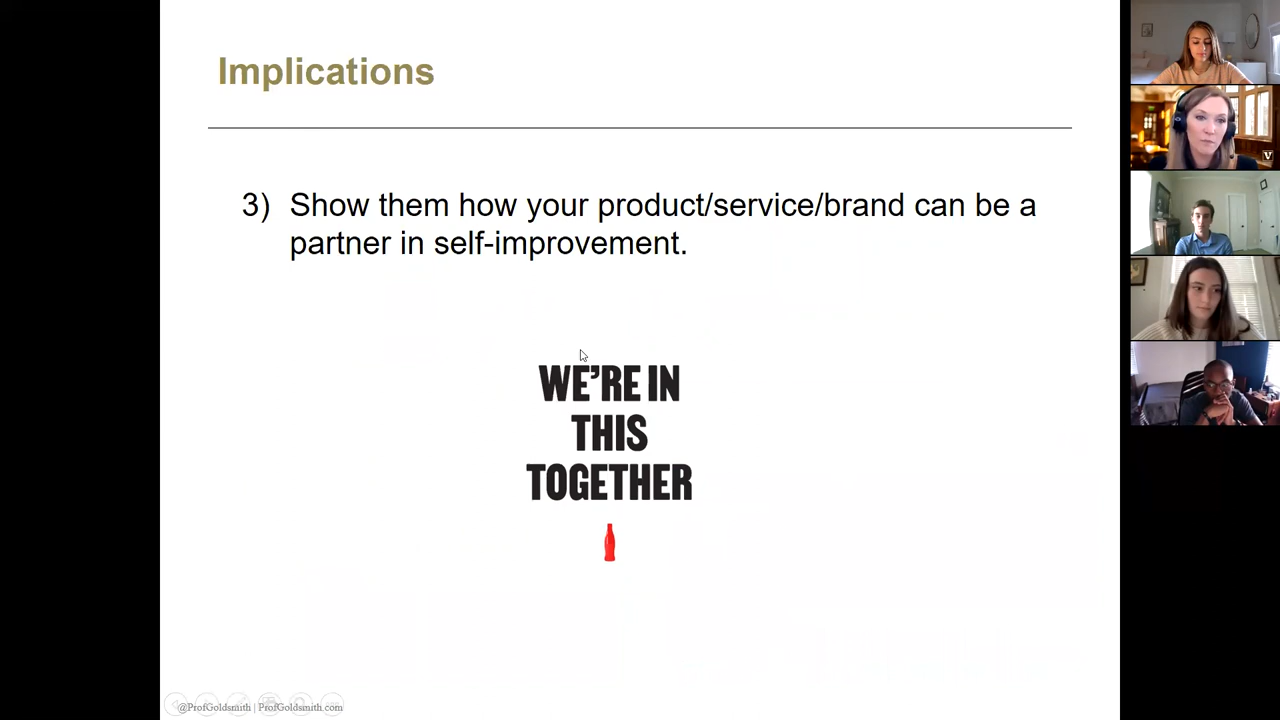 Implications
3) Show them how your product/service/brand can be a
partner in self-improvement.
WE'RE IN
THIS
TOGETHER
@ProfGoldsmith | ProfGoldsmith.com
V